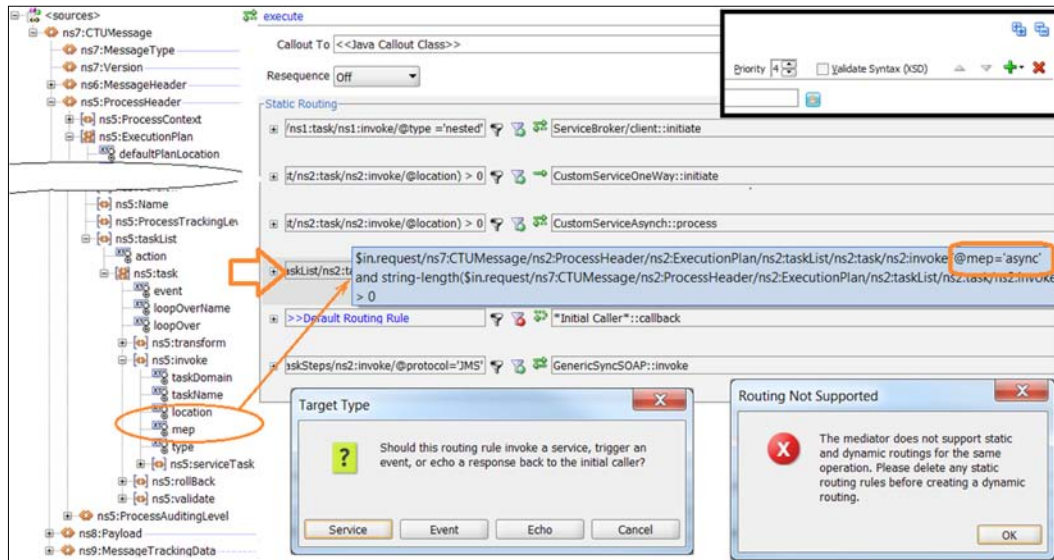 <sources>
ns7:CTUMessage
ns7:MessageType
ns7:Version
ns6:MessageHeader
ns5:ProcessHeader
ns5:ProcessContext
ns5:ExecutionPlan
defaultPlanLocation
ns5:Name
ns5:ProcessTrackingLev
ns5:taskList
action
ns5:task
event
loopOverName
loopOver
ns5:transform
ns5:invoke
taskDomain
taskName
location
mep
type
ns5:serviceTask
ns5:rollBack
ns5:validate
ns5:ProcessAuditingLevel
ns8:Payload
ns9:MessageTrackingData
execute
Callout To <<Java Callout Class>>
Resequence Off
Priority 4 Validate Syntax (XSD)
Static Routing
/ns1:task/ns1:invoke/@type ='nested' ServiceBroker/client::initiate
st/ns2:task/ns2:invoke/@location) > 0 CustomServiceOneWay::initiate
st/ns2:task/ns2:invoke/@location) > 0 CustomServiceAsynch::process
askList/ns2:ta
$in.request/ns7:CTUMessage/ns2:ProcessHeader/ns2:ExecutionPlan/ns2:taskList/ns2:task/ns2:invoke/@mep='async'
and string-length($in.request/ns7:CTUMessage/ns2:ProcessHeader/ns2:ExecutionPlan/ns2:taskList/ns2:task/ns2:invoke
> 0
>>Default Routing Rule "Initial Caller"::callback
askSteps/ns2:invoke/@protocol='JMS' GenericSyncSOAP::invoke
Target Type
Should this routing rule invoke a service, trigger an
event, or echo a response back to the initial caller?
Service Event Echo Cancel
Routing Not Supported
The mediator does not support static
and dynamic routings for the same
operation. Please delete any static
routing rules before creating a dynamic
routing.
OK